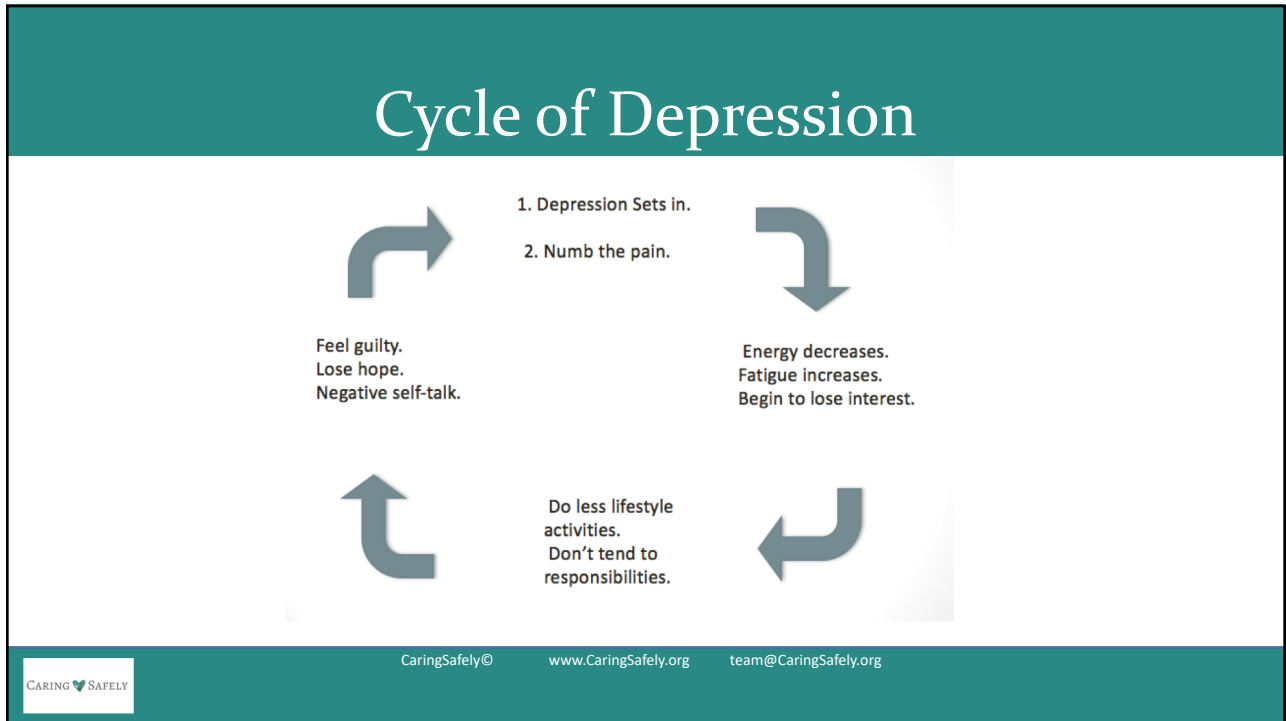 Cycle of Depression
1. Depression Sets in.
2. Numb the pain.
Energy decreases.
Fatigue increases.
Begin to lose interest.
Do less lifestyle
activities.
Don't tend to
responsibilities.
Feel guilty.
Lose hope.
Negative self-talk.
CaringSafely© www.CaringSafely.org team@CaringSafely.org
CARING SAFELY